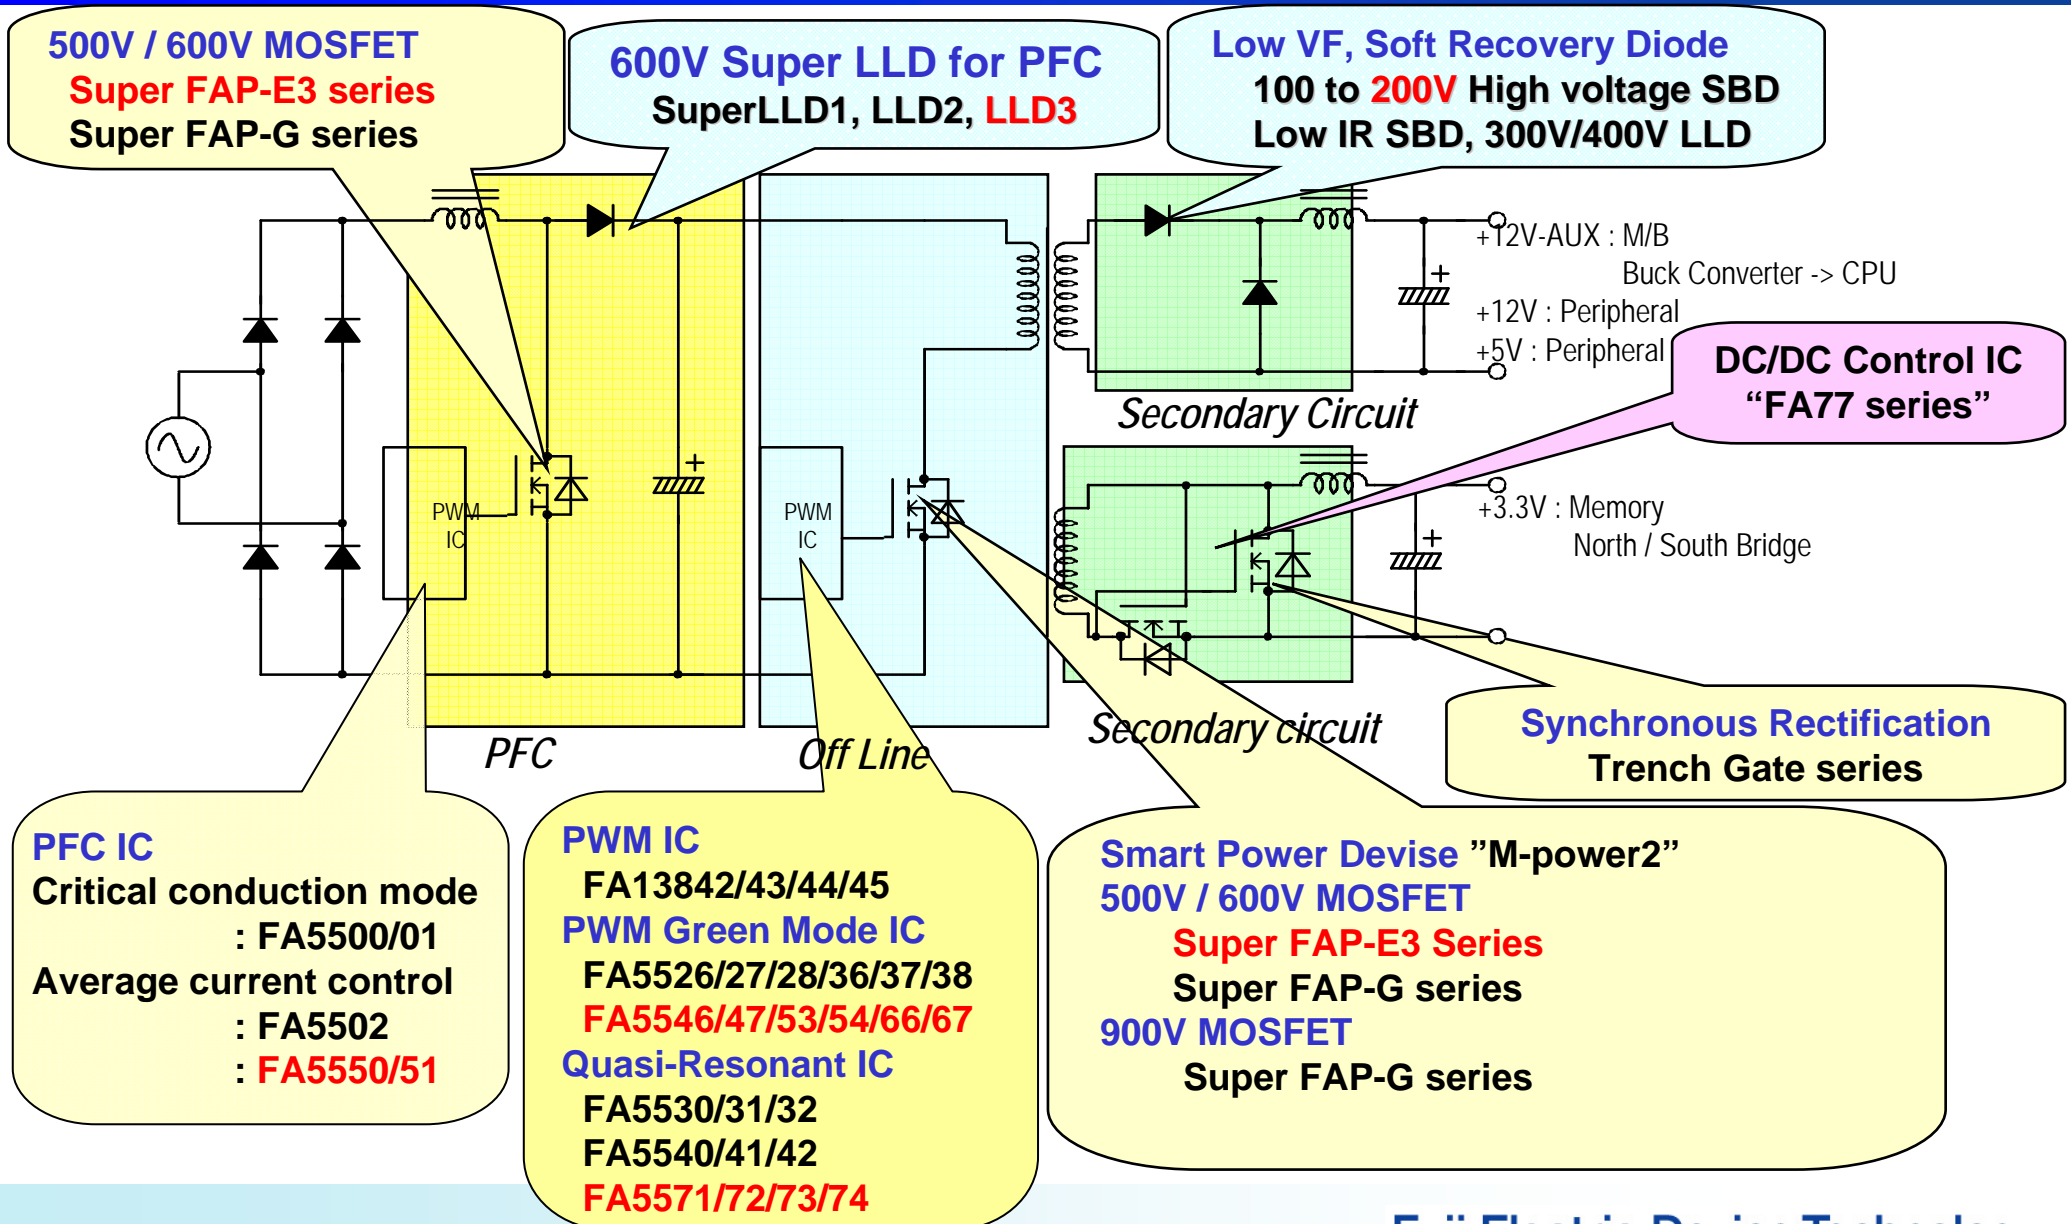 500V / 600V MOSFET
Super FAP-E3 series
Super FAP-G series
600V Super LLD for PFC
SuperLLD1, LLD2, LLD3
Low VF, Soft Recovery Diode
100 to 200V High voltage SBD
Low IR SBD, 300V/400V LLD
+12V-AUX : M/B
Buck Converter -> CPU
+12V : Peripheral
+5V : Peripheral
DC/DC Control IC
“FA77 series”
Secondary Circuit
+
+
+
+3.3V : Memory
North / South Bridge
PWM
IC
PWM
IC
PFC
Off Line
Secondary circuit
Synchronous Rectification
Trench Gate series
PFC IC
Critical conduction mode
: FA5500/01
Average current control
: FA5502
: FA5550/51
PWM IC
FA13842/43/44/45
PWM Green Mode IC
FA5526/27/28/36/37/38
FA5546/47/53/54/66/67
Quasi-Resonant IC
FA5530/31/32
FA5540/41/42
FA5571/72/73/74
Smart Power Devise ”M-power2”
500V / 600V MOSFET
Super FAP-E3 Series
Super FAP-G series
900V MOSFET
Super FAP-G series